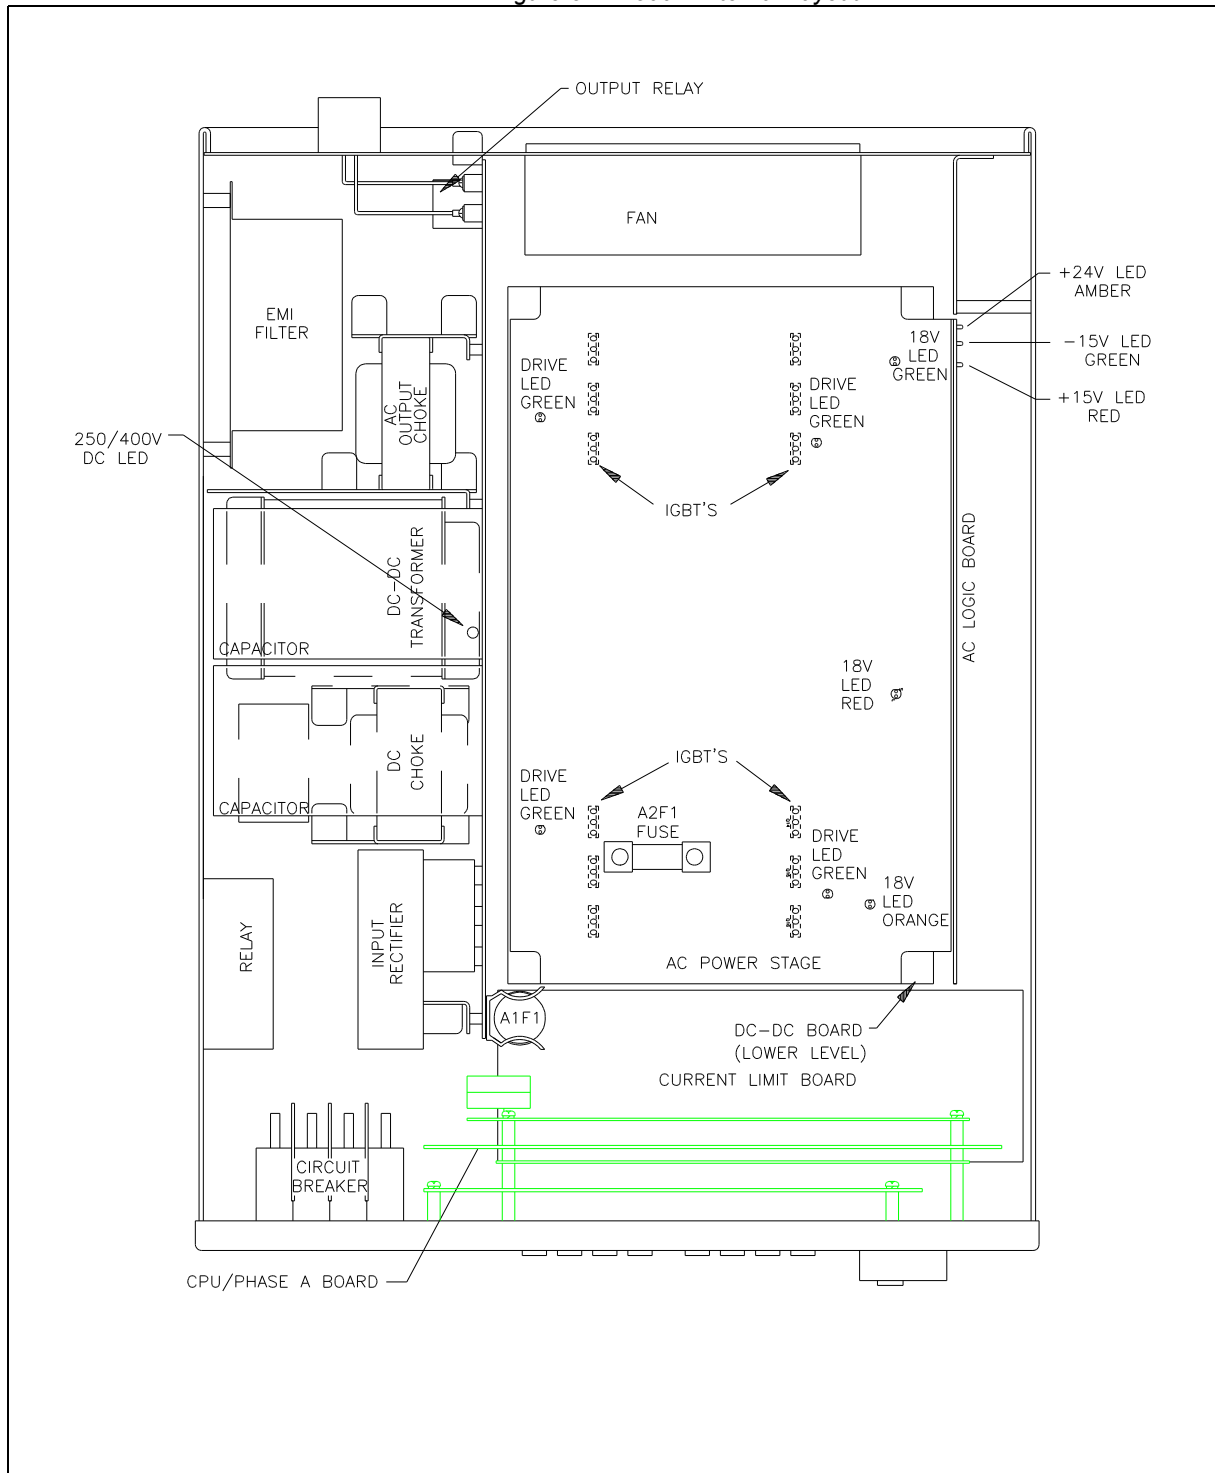 OUTPUT RELAY
FAN
+24V LED
AMBER
-15V LED
GREEN
+15V LED
RED
EMI
FILTER
18V
LED
GREEN
DRIVE
LED
GREEN
DRIVE
LED
GREEN
AC
OUTPUT
CHOKE
250/400V
DC LED
IGBT'S
AC LOGIC BOARD
DC-DC
TRANSFORMER
CAPACITOR
18V
LED
RED
DC
CHOKE
IGBT'S
DRIVE
LED
GREEN
CAPACITOR
A2F1
FUSE
DRIVE
LED
GREEN
18V
LED
ORANGE
RELAY
INPUT
RECTIFIER
AC POWER STAGE
A1F1
DC-DC BOARD
(LOWER LEVEL)
CURRENT LIMIT BOARD
CIRCUIT
BREAKER
CPU/PHASE A BOARD